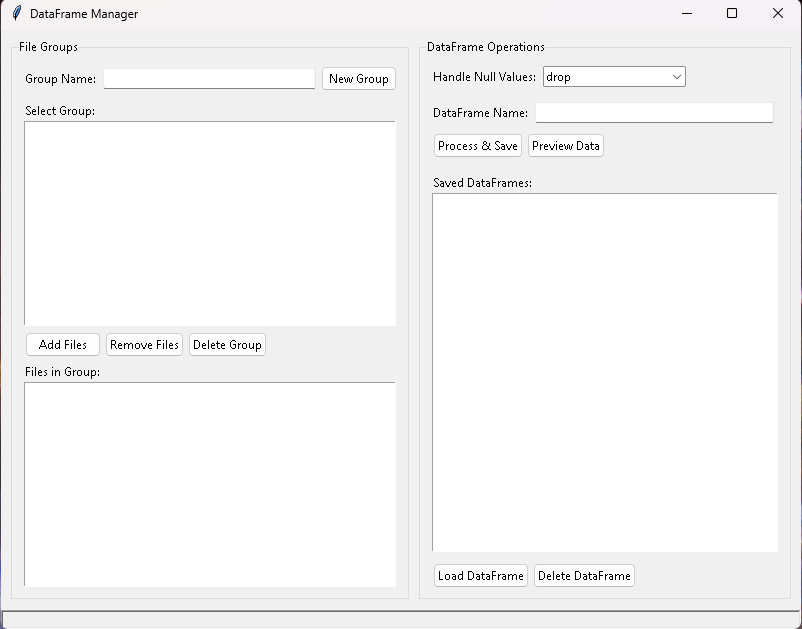 DataFrame Manager
File Groups
Group Name:
New Group
Select Group:
Add Files
Remove Files
Delete Group
Files in Group:
DataFrame Operations
Handle Null Values:
drop
DataFrame Name:
Process & Save
Preview Data
Saved DataFrames:
Load DataFrame
Delete DataFrame